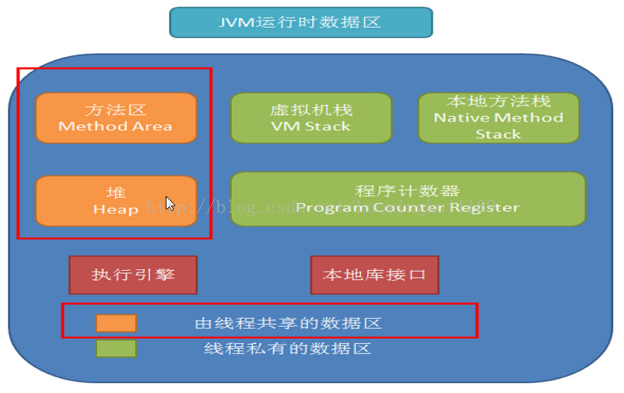 JVM运行时数据区
方法区
Method Area
虚拟机栈
VM Stack
本地方法栈
Native Method
Stack
堆
Heap
程序计数器
Program Counter Register
执行引擎
本地库接口
由线程共享的数据区
线程私有的数据区